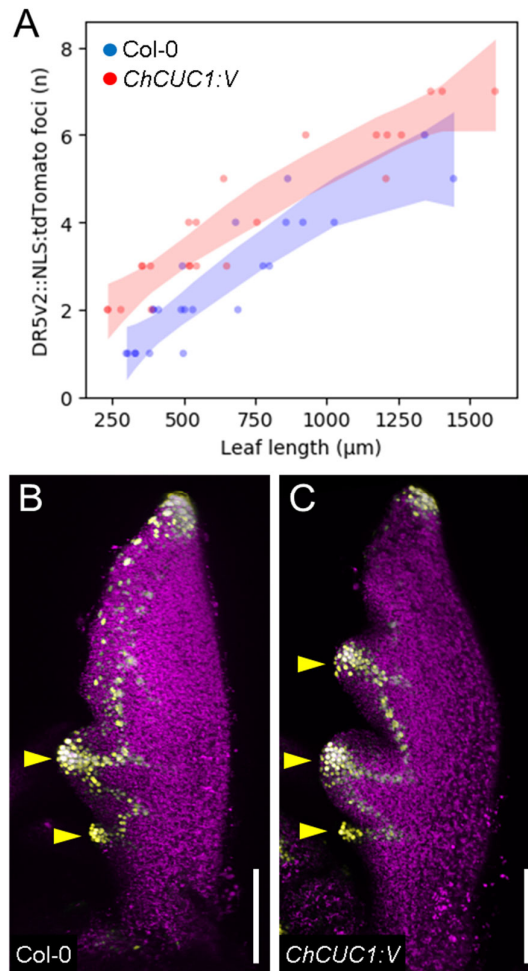 A
Col-0
ChCUC1:V
DR5v2::NLS:tdTomato foci (n)
8
6
4
2
0
250 500 750 1000 1250 1500
Leaf length (µm)
B
C
Col-0
ChCUC1:V